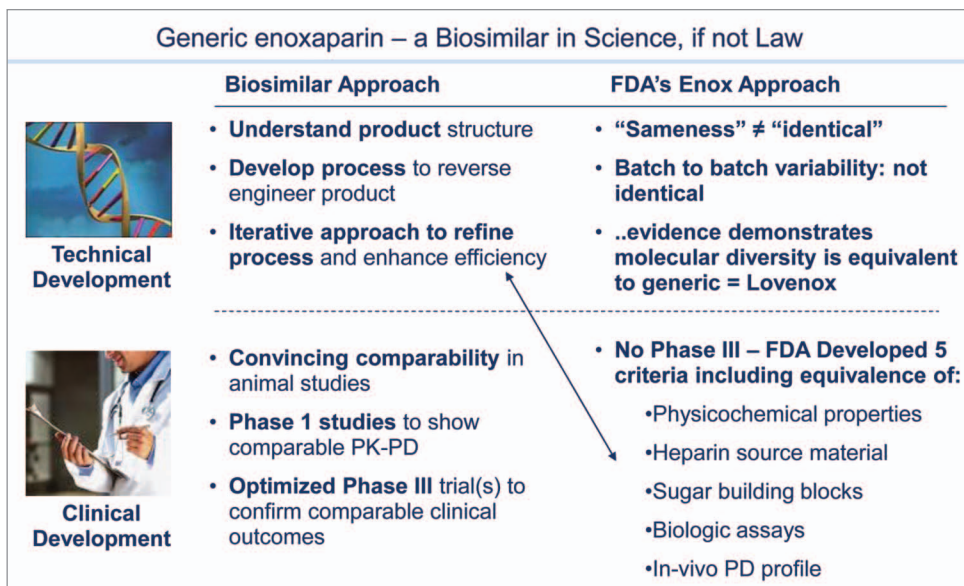 Generic enoxaparin – a Biosimilar in Science, if not Law
Biosimilar Approach
FDA's Enox Approach
Technical
Development
• Understand product structure
• Develop process to reverse
engineer product
• Iterative approach to refine
process and enhance efficiency
• “Sameness” ≠ “identical”
• Batch to batch variability: not
identical
• ..evidence demonstrates
molecular diversity is equivalent
to generic = Lovenox
Clinical
Development
• Convincing comparability in
animal studies
• Phase 1 studies to show
comparable PK-PD
• Optimized Phase III trial(s) to
confirm comparable clinical
outcomes
• No Phase III – FDA Developed 5
criteria including equivalence of:
•Physicochemical properties
•Heparin source material
•Sugar building blocks
•Biologic assays
•In-vivo PD profile